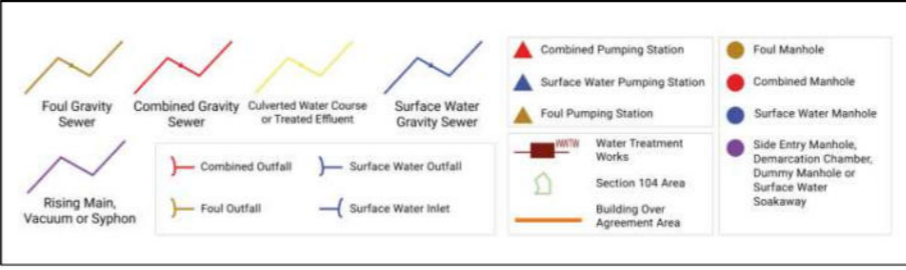 Foul Gravity
Sewer
Combined Gravity
Sewer
Culverted Water Course
or Treated Effluent
Surface Water
Gravity Sewer
Rising Main,
Vacuum or Syphon
Combined Outfall
Surface Water Outfall
Foul Outfall
Surface Water Inlet
Combined Pumping Station
Surface Water Pumping Station
Foul Pumping Station
WWTW
Water Treatment
Works
Section 104 Area
Building Over
Agreement Area
Foul Manhole
Combined Manhole
Surface Water Manhole
Side Entry Manhole,
Demarcation Chamber,
Dummy Manhole or
Surface Water
Soakaway